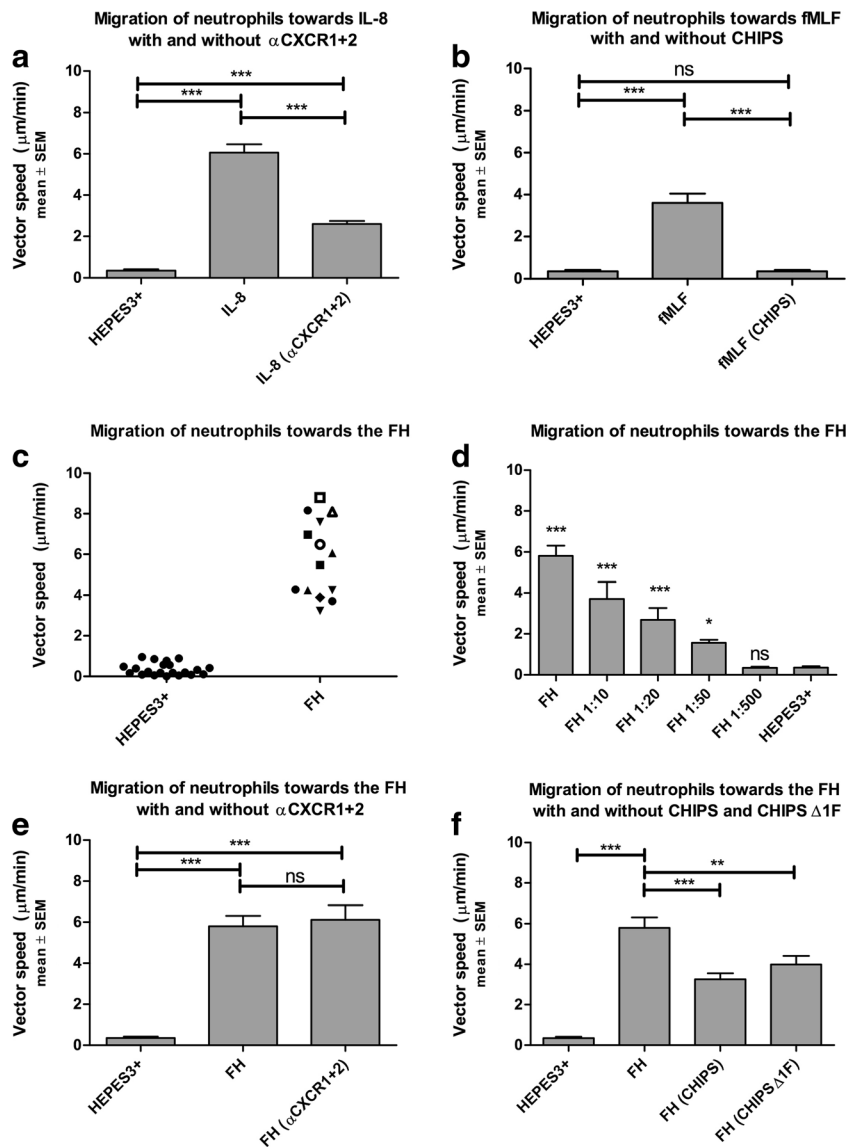 Migration of neutrophils towards IL-8
with and without αCXCR1+2
a
Vector speed (μm/min)
mean ± SEM
10
8
6
4
2
0
***
***
***
HEPES3+
IL-8
IL-8 (αCXCR1+2)
Migration of neutrophils towards fMLF
with and without CHIPS
b
Vector speed (μm/min)
mean ± SEM
10
8
6
4
2
0
ns
***
***
HEPES3+
fMLF
fMLF (CHIPS)
Migration of neutrophils towards the FH
c
Vector speed (μm/min)
10
8
6
4
2
0
HEPES3+
FH
Migration of neutrophils towards the FH
d
Vector speed (μm/min)
mean ± SEM
10
8
6
4
2
0
***
***
***
*
ns
FH
FH 1:10
FH 1:20
FH 1:50
FH 1:500
HEPES3+
Migration of neutrophils towards the FH
with and without αCXCR1+2
e
Vector speed (μm/min)
mean ± SEM
10
8
6
4
2
0
***
***
ns
HEPES3+
FH
FH (αCXCR1+2)
Migration of neutrophils towards the FH
with and without CHIPS and CHIPS Δ1F
f
Vector speed (μm/min)
mean ± SEM
10
8
6
4
2
0
***
**
***
HEPES3+
FH
FH (CHIPS)
FH (CHIPSΔ1F)